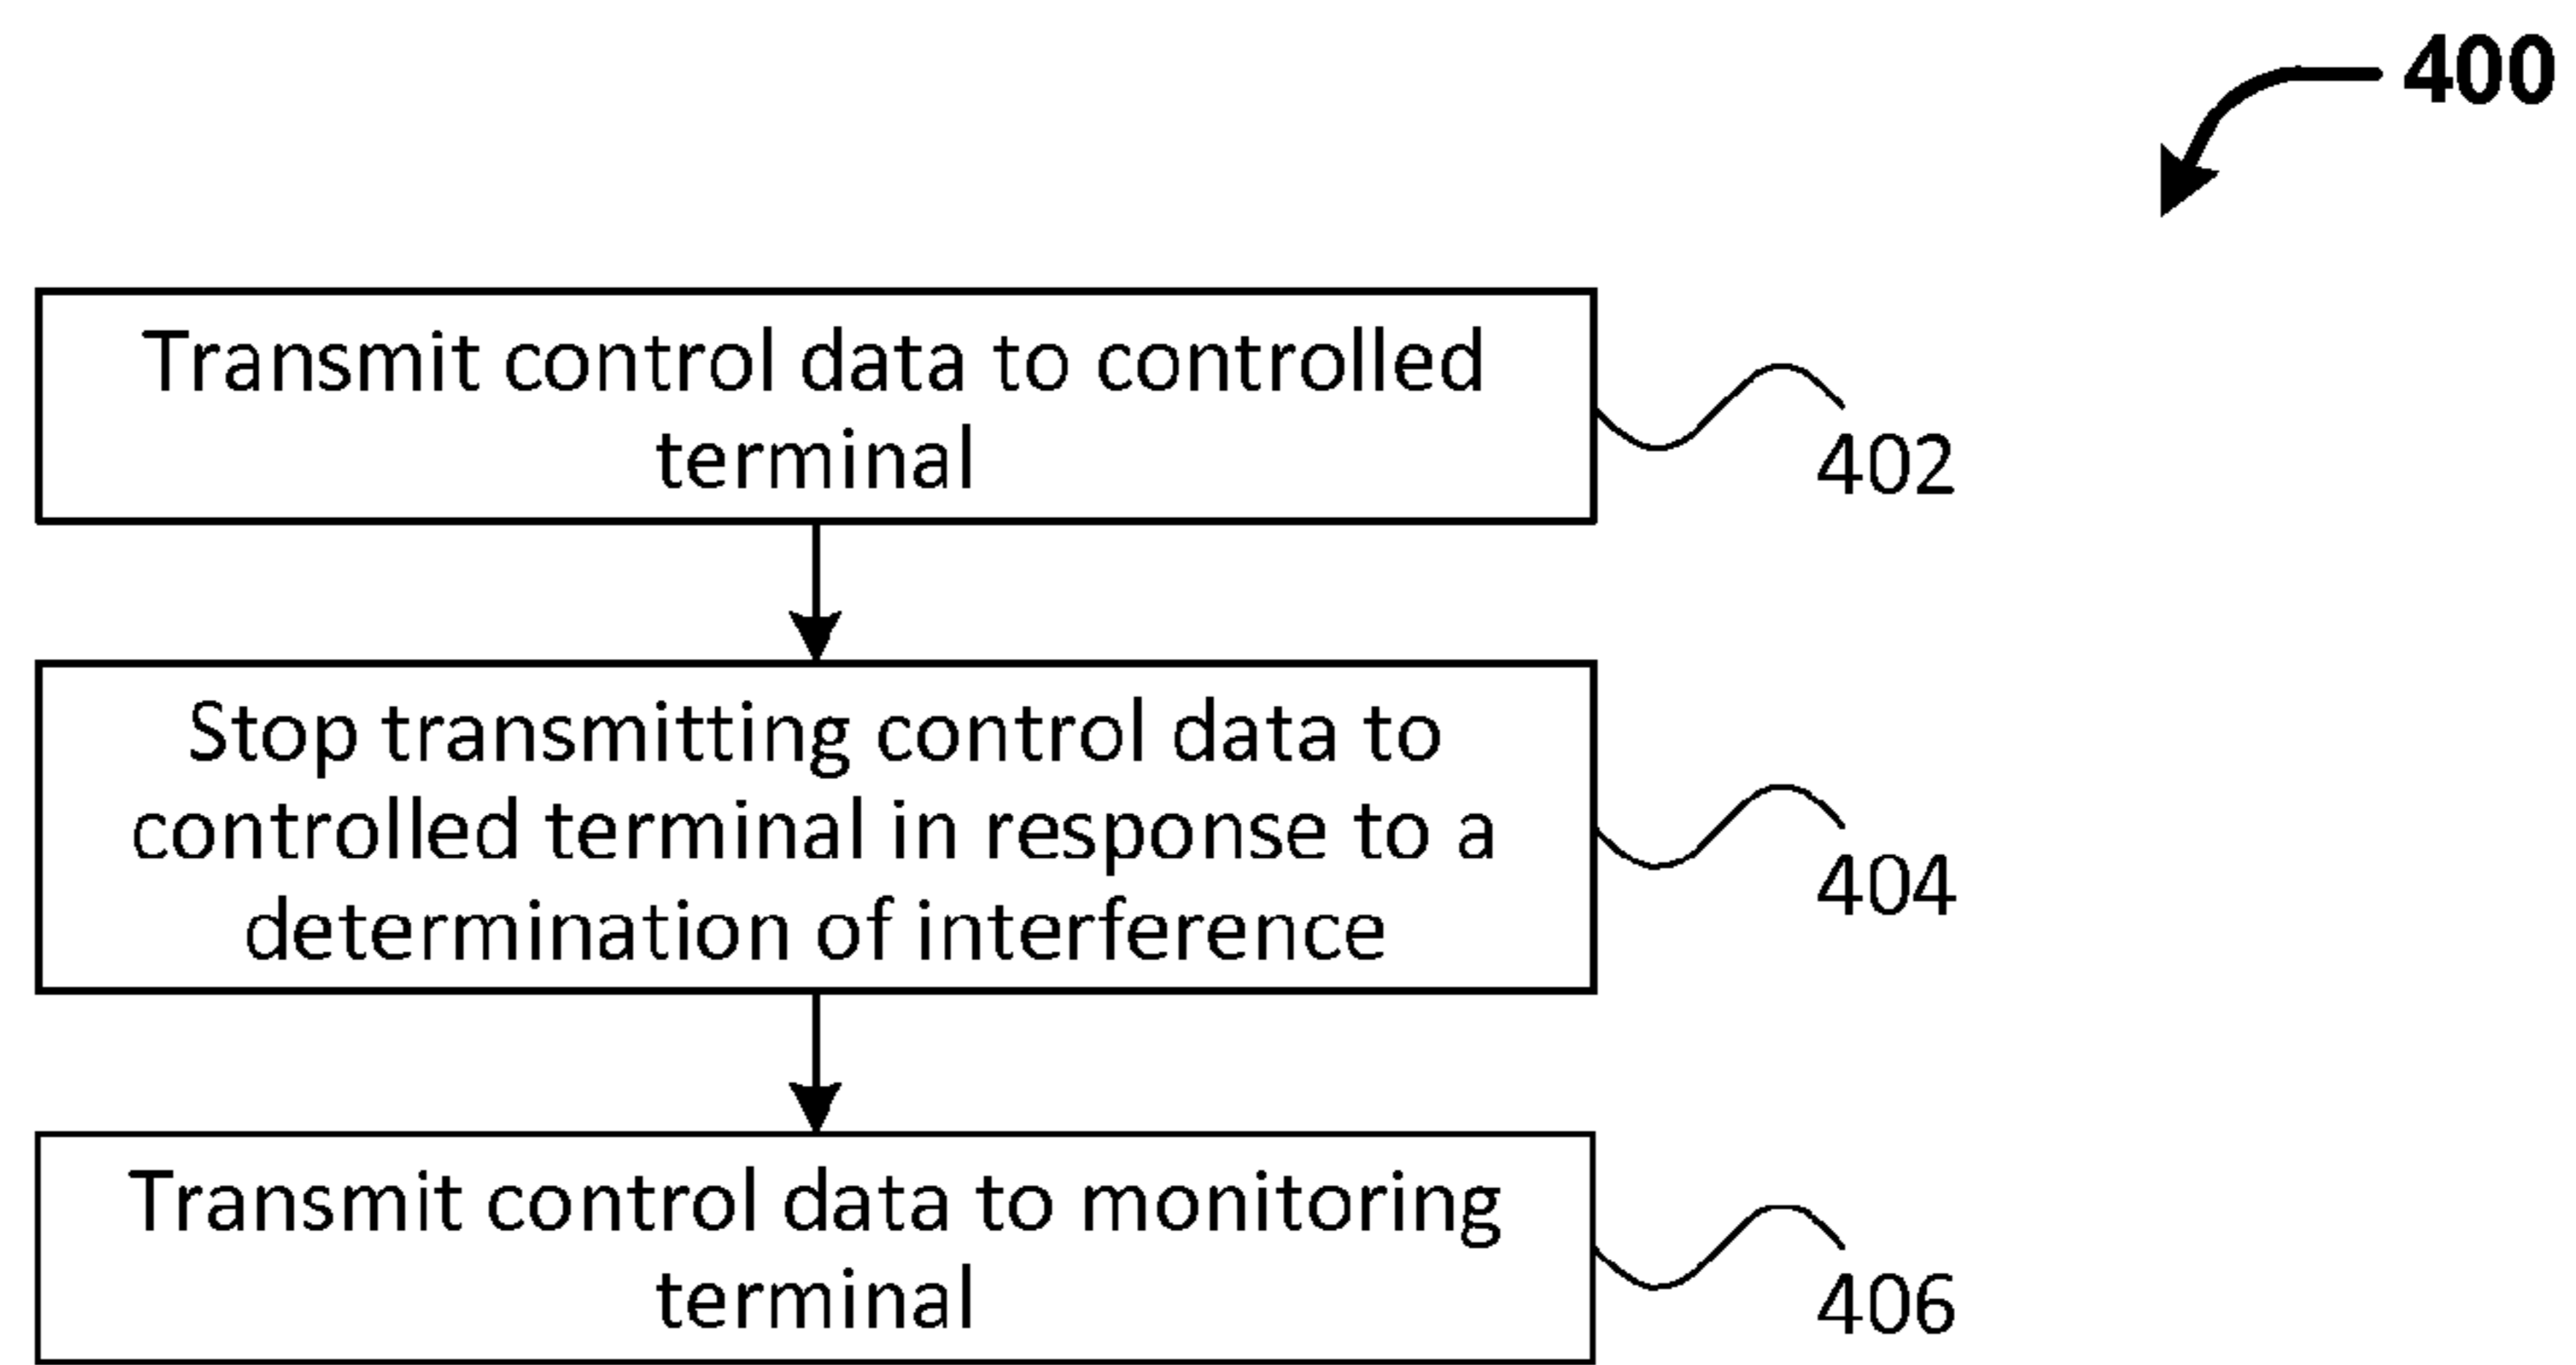 400
Transmit control data to controlled
terminal
402
Stop transmitting control data to
controlled terminal in response to a
determination of interference
404
Transmit control data to monitoring
terminal
406